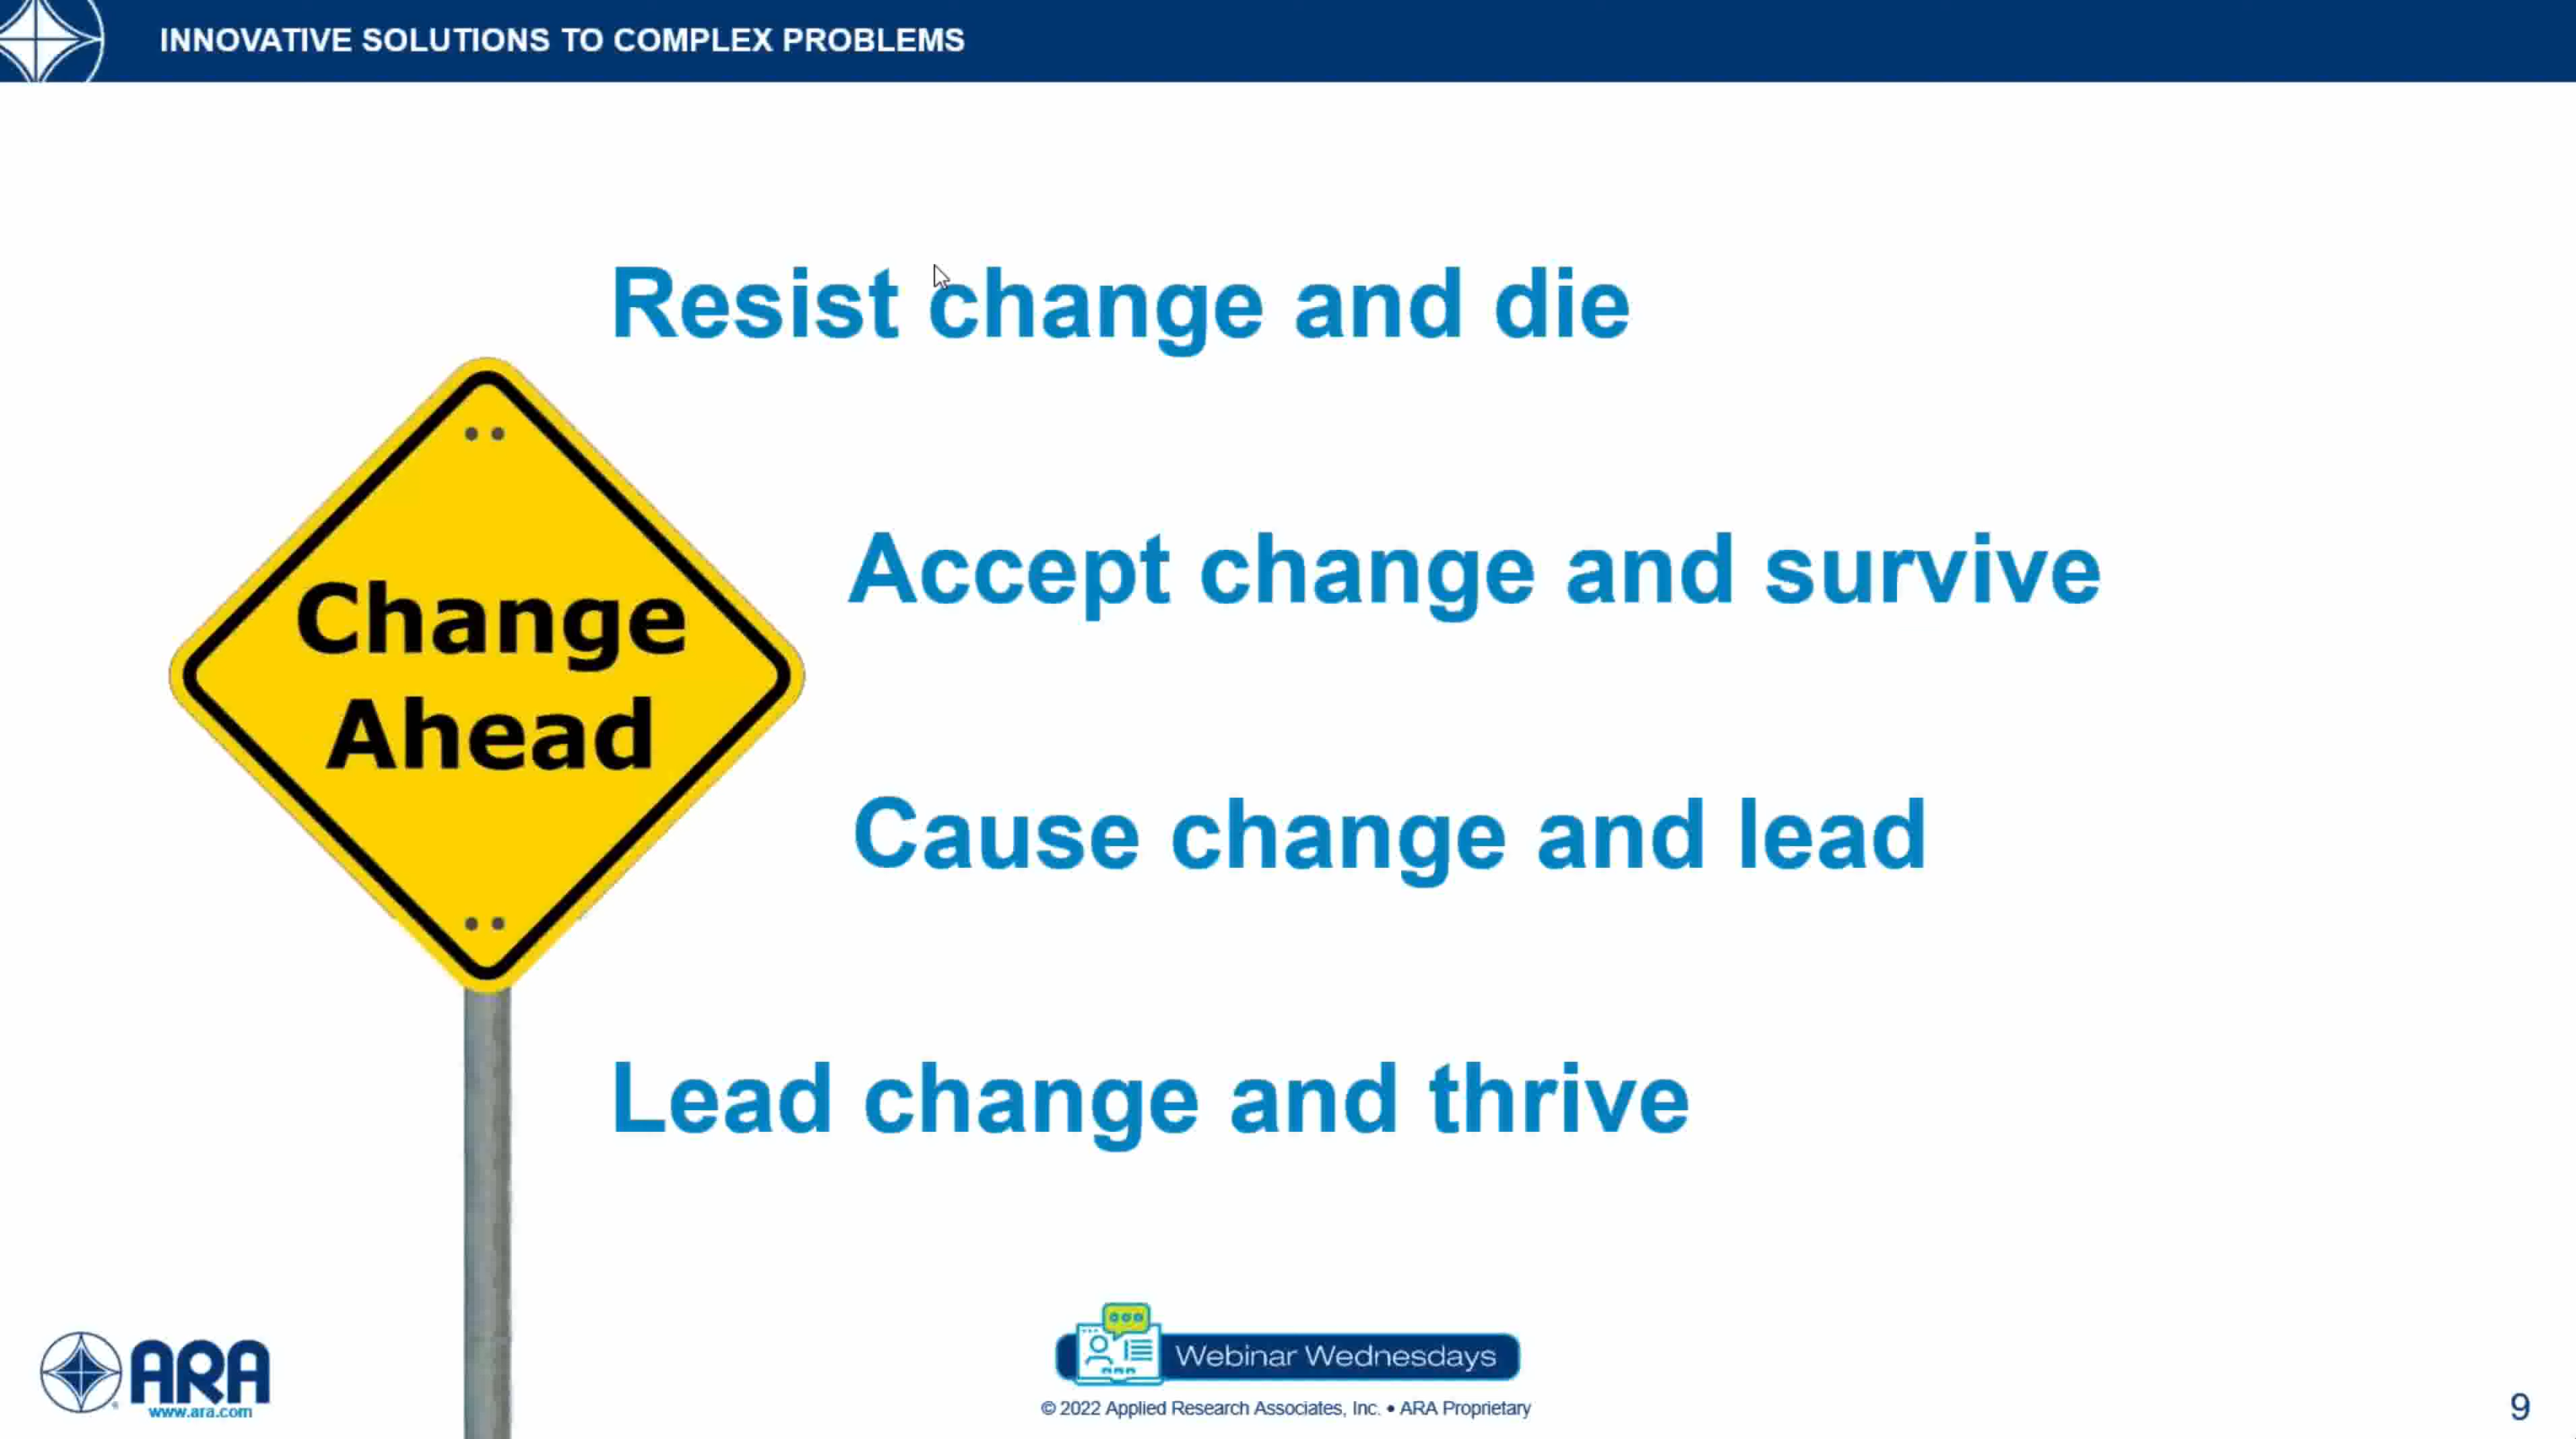 INNOVATIVE SOLUTIONS TO COMPLEX PROBLEMS
Resist change and die
Accept change and survive
Change
Ahead
Cause change and lead
Lead change and thrive
ARA
www.ara.com
Webinar Wednesdays
© 2022 Applied Research Associates, Inc. • ARA Proprietary
9